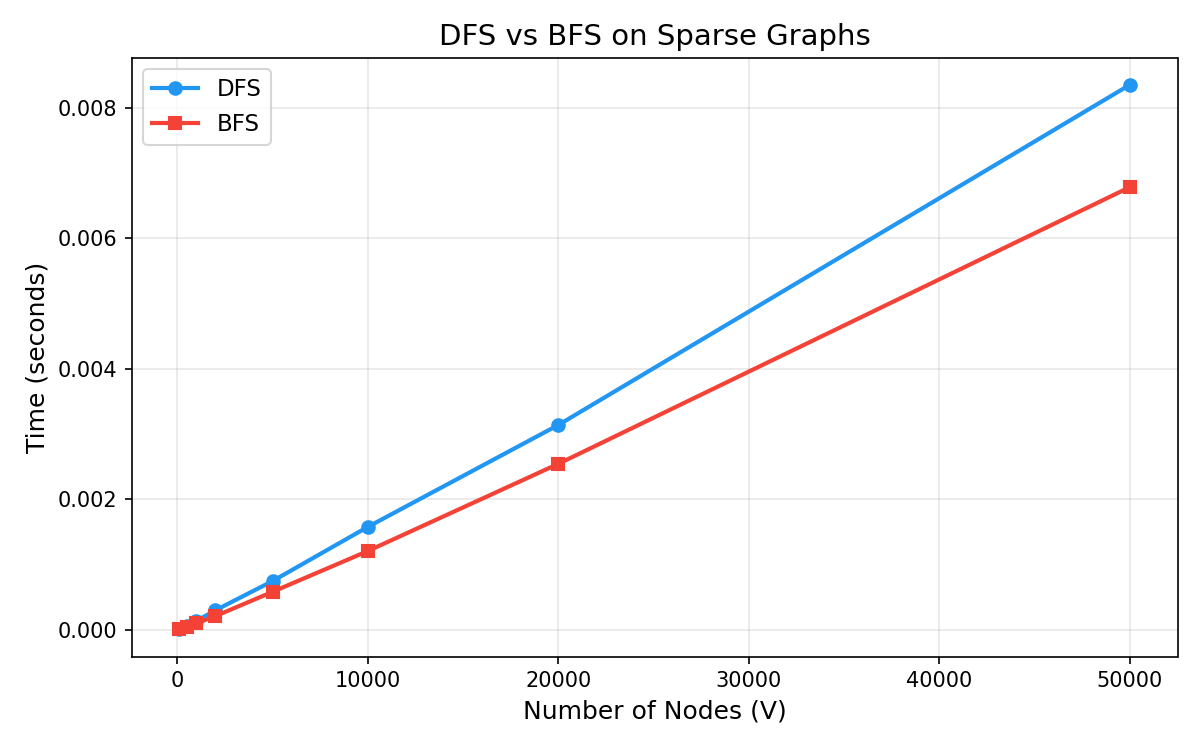 DFS vs BFS on Sparse Graphs
DFS
BFS
0.008
0.006
0.004
0.002
0.000
Time (seconds)
0 10000 20000 30000 40000 50000
Number of Nodes (V)